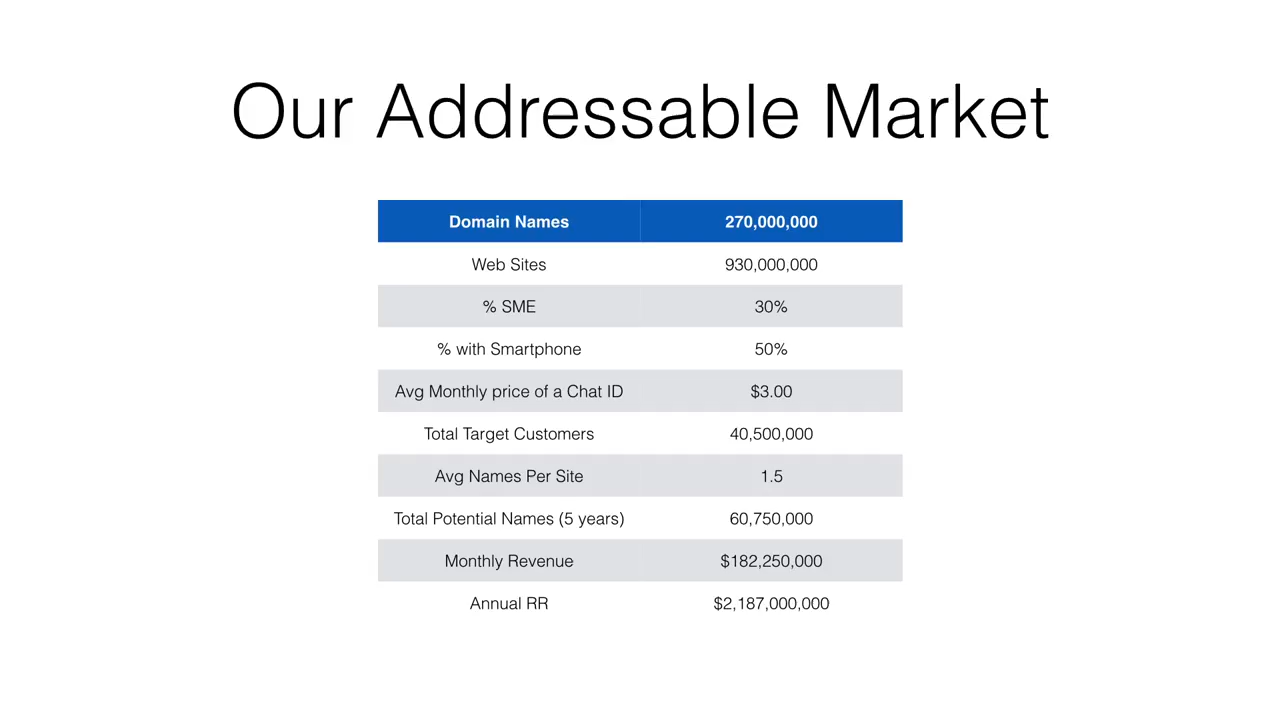 Our Addressable Market
Domain Names 270,000,000
Web Sites 930,000,000
% SME 30%
% with Smartphone 50%
Avg Monthly price of a Chat ID $3.00
Total Target Customers 40,500,000
Avg Names Per Site 1.5
Total Potential Names (5 years) 60,750,000
Monthly Revenue $182,250,000
Annual RR $2,187,000,000